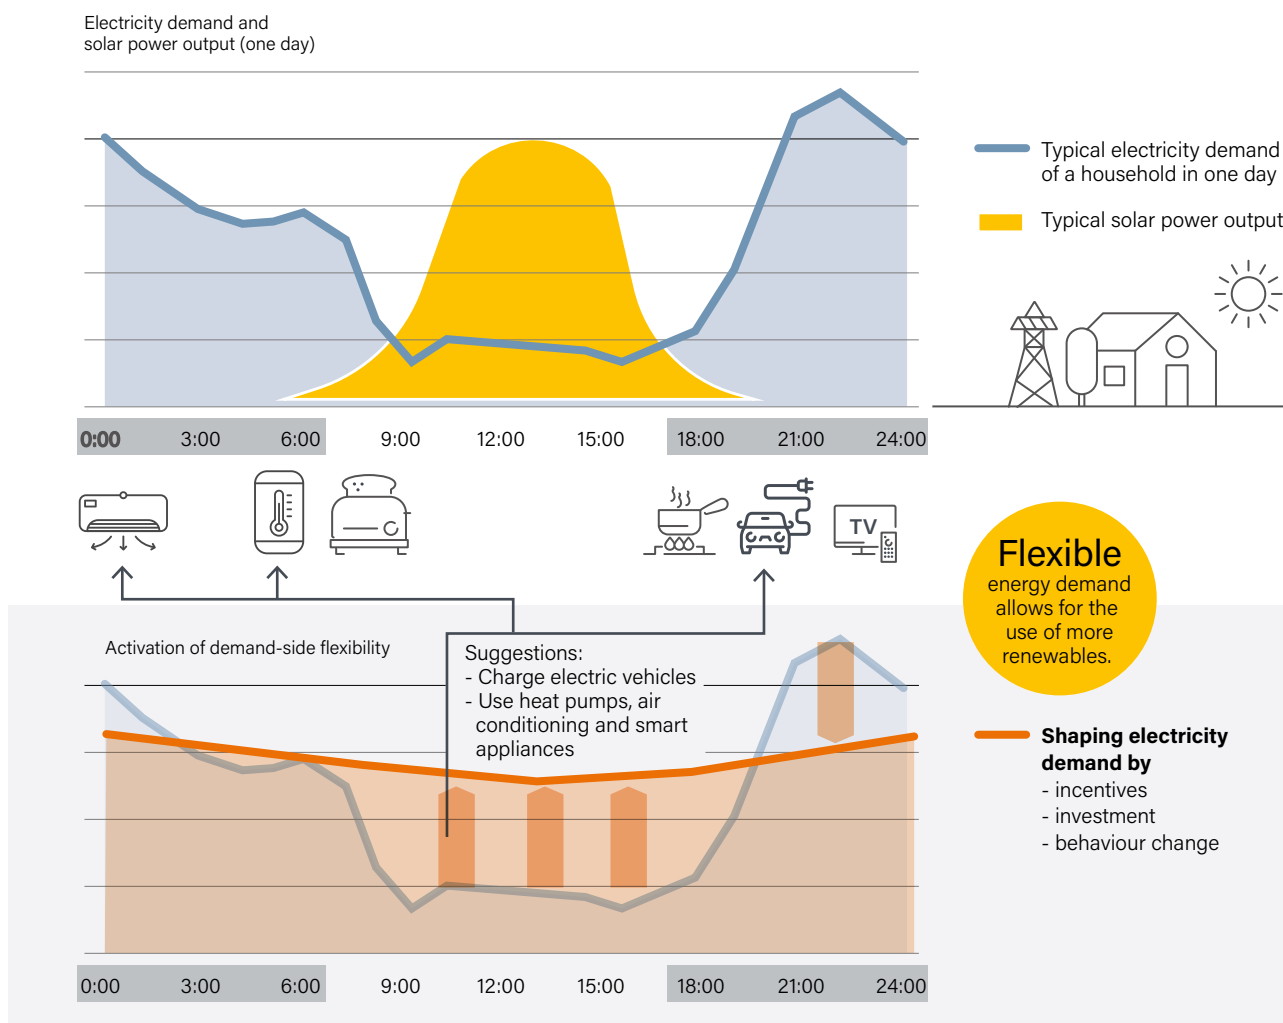 Electricity demand and
solar power output (one day)
Typical electricity demand
of a household in one day
Typical solar power output
0:00 3:00 6:00 9:00 12:00 15:00 18:00 21:00 24:00
TV
Flexible
energy demand
allows for the
use of more
renewables.
Activation of demand-side flexibility
Suggestions:
- Charge electric vehicles
- Use heat pumps, air
conditioning and smart
appliances
Shaping electricity
demand by
- incentives
- investment
- behaviour change
0:00 3:00 6:00 9:00 12:00 15:00 18:00 21:00 24:00